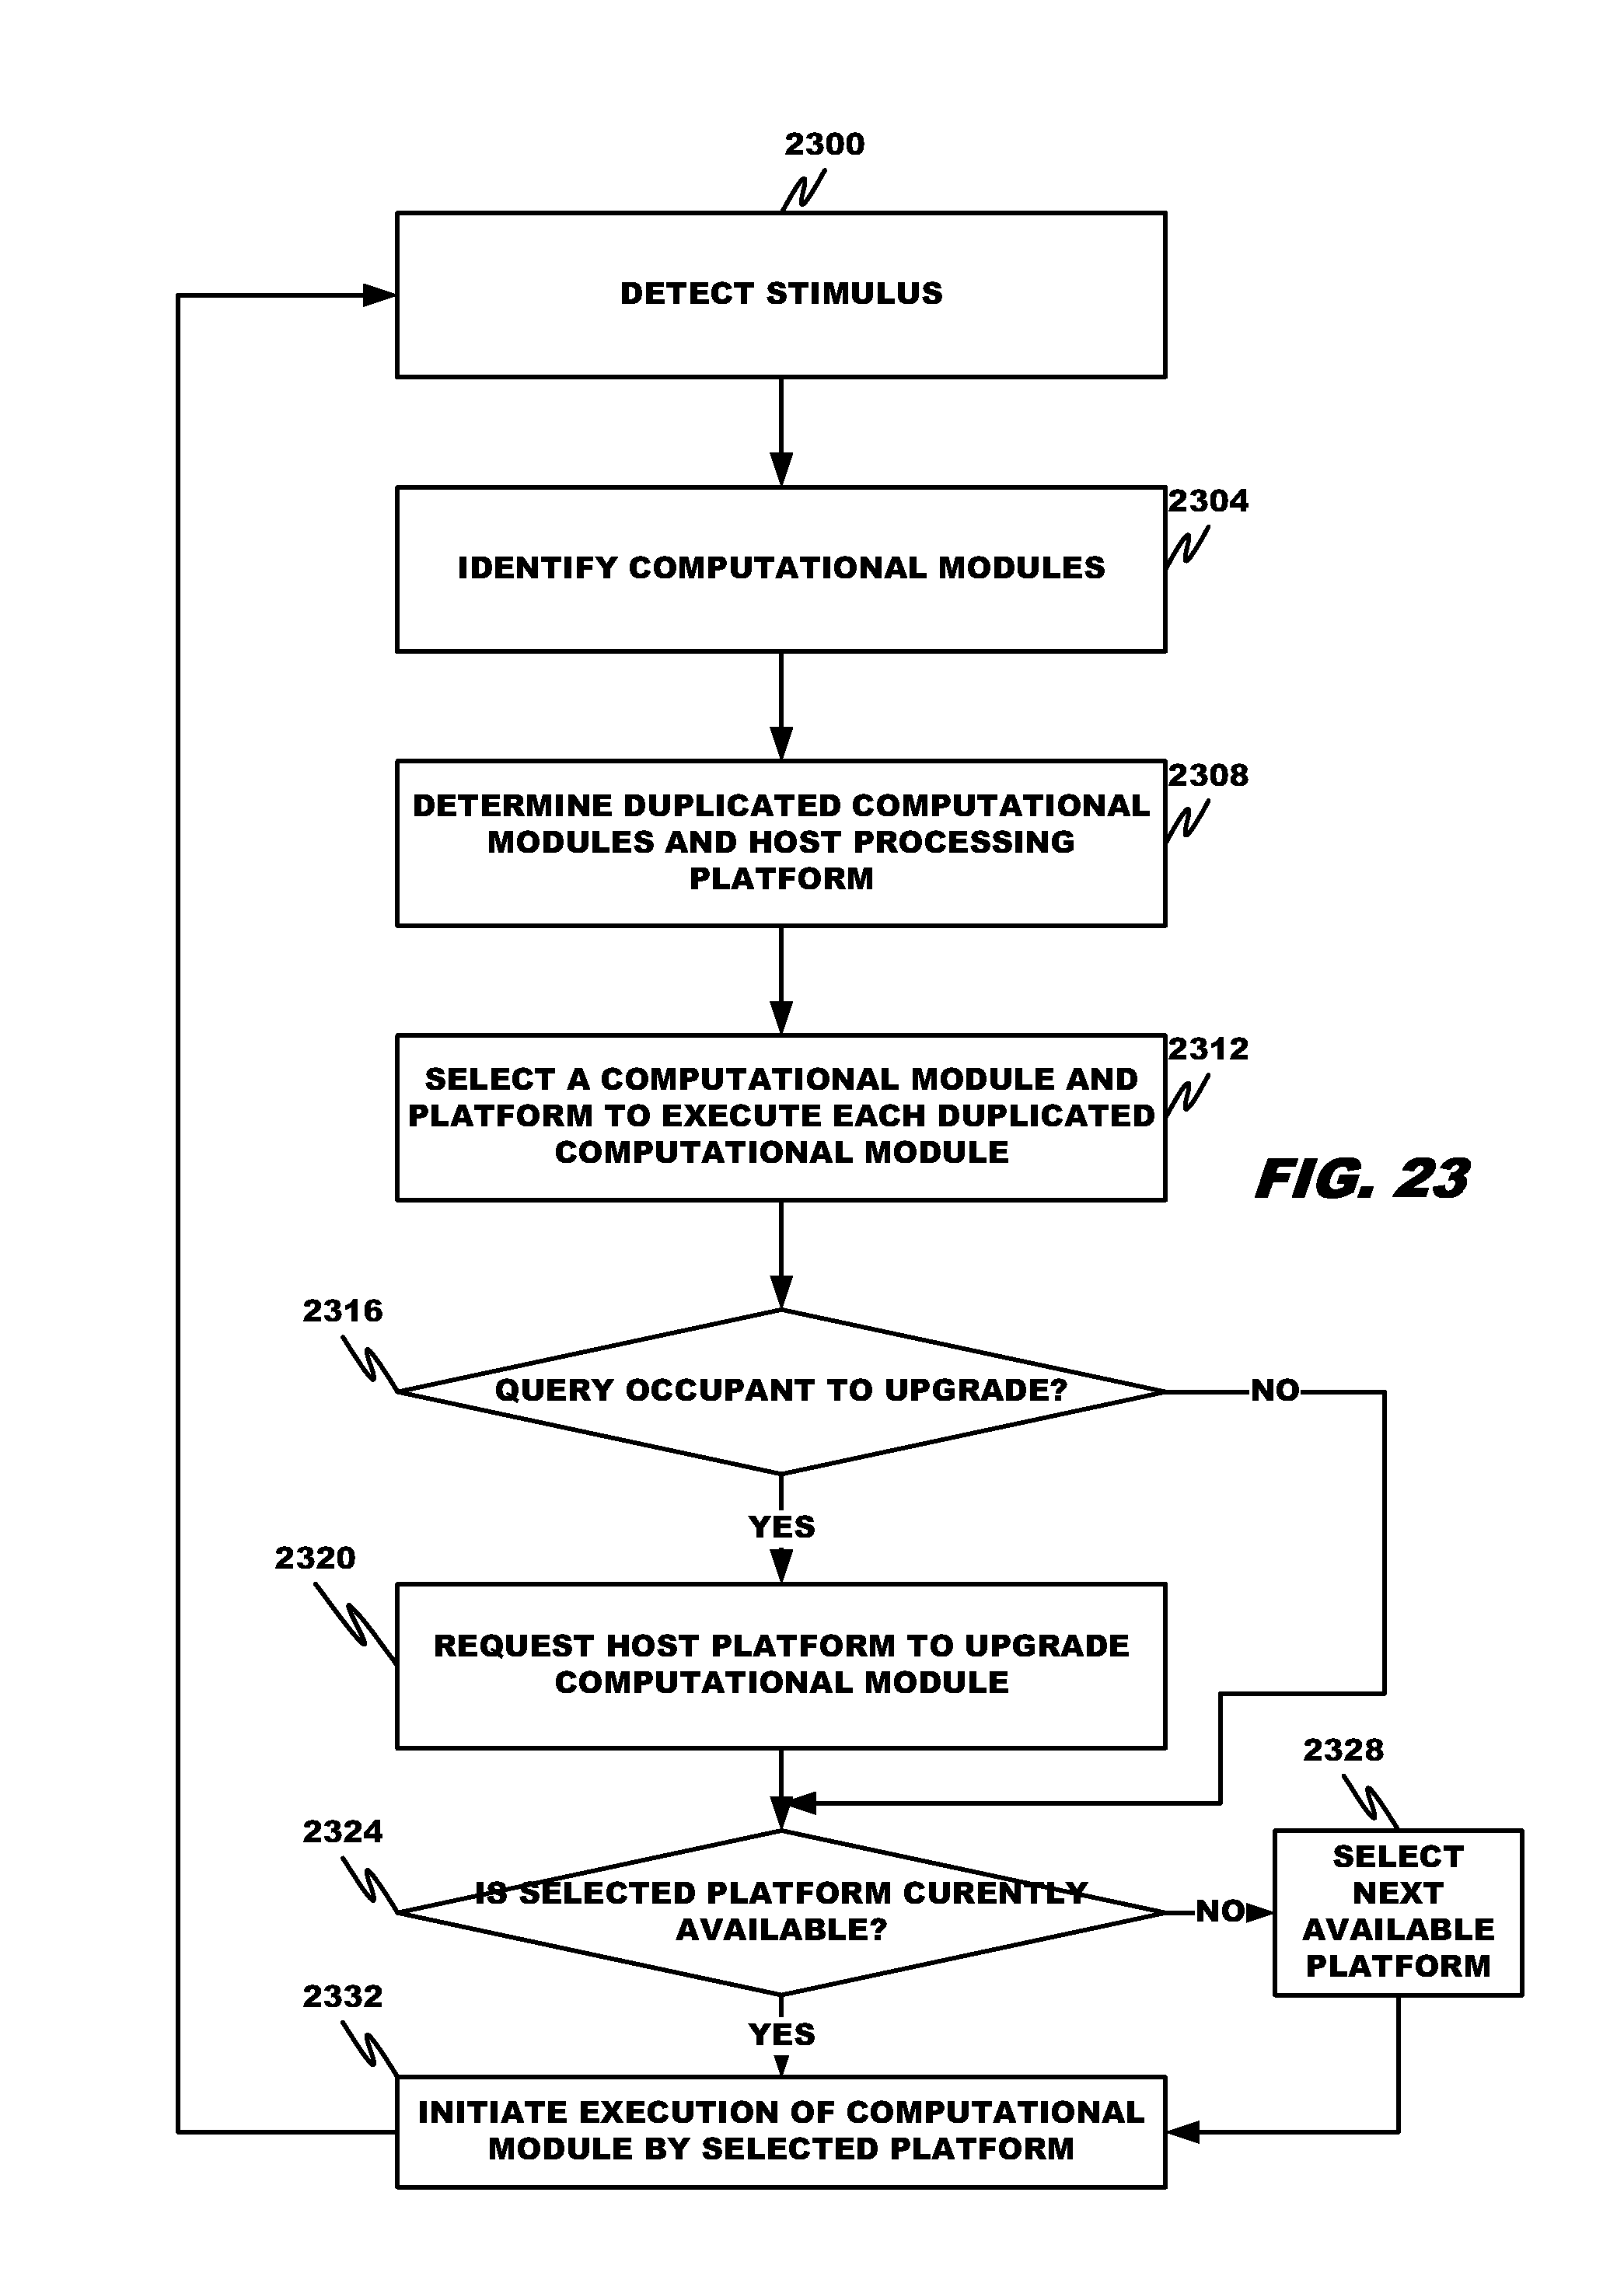 2300
DETECT STIMULUS
2304
IDENTIFY COMPUTATIONAL MODULES
2308
DETERMINE DUPLICATED COMPUTATIONAL
MODULES AND HOST PROCESSING
PLATFORM
2312
SELECT A COMPUTATIONAL MODULE AND
PLATFORM TO EXECUTE EACH DUPLICATED
COMPUTATIONAL MODULE
FIG. 23
2316
QUERY OCCUPANT TO UPGRADE?
NO
YES
2320
REQUEST HOST PLATFORM TO UPGRADE
COMPUTATIONAL MODULE
2324
IS SELECTED PLATFORM CURENTLY
AVAILABLE?
NO
2328
SELECT
NEXT
AVAILABLE
PLATFORM
YES
2332
INITIATE EXECUTION OF COMPUTATIONAL
MODULE BY SELECTED PLATFORM